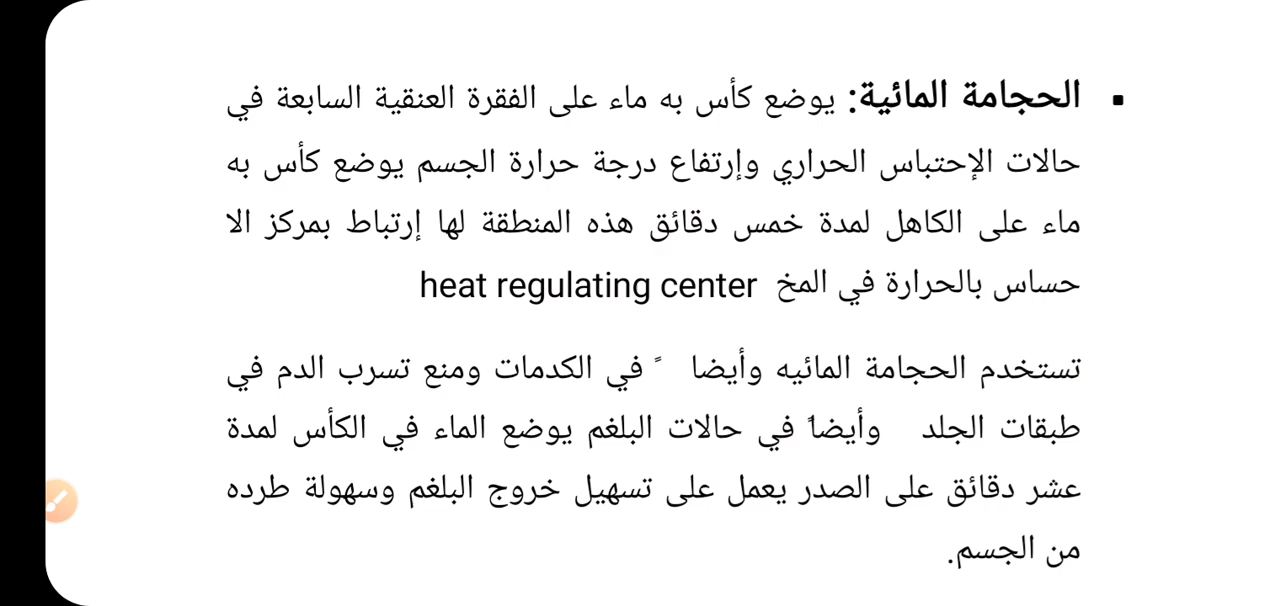 ▪ الحجامة المائية: يوضع كأس به ماء على الفقرة العنقية السابعة في
حالات الإحتباس الحراري وإرتفاع درجة حرارة الجسم يوضع كأس به
ماء على الكاهل لمدة خمس دقائق هذه المنطقة لها إرتباط بمركز الا
حساس بالحرارة في المخ heat regulating center
تستخدم الحجامة المائيه وأيضا ً في الكدمات ومنع تسرب الدم في
طبقات الجلد وأيضاً في حالات البلغم يوضع الماء في الكأس لمدة
عشر دقائق على الصدر يعمل على تسهيل خروج البلغم وسهولة طرده
من الجسم.